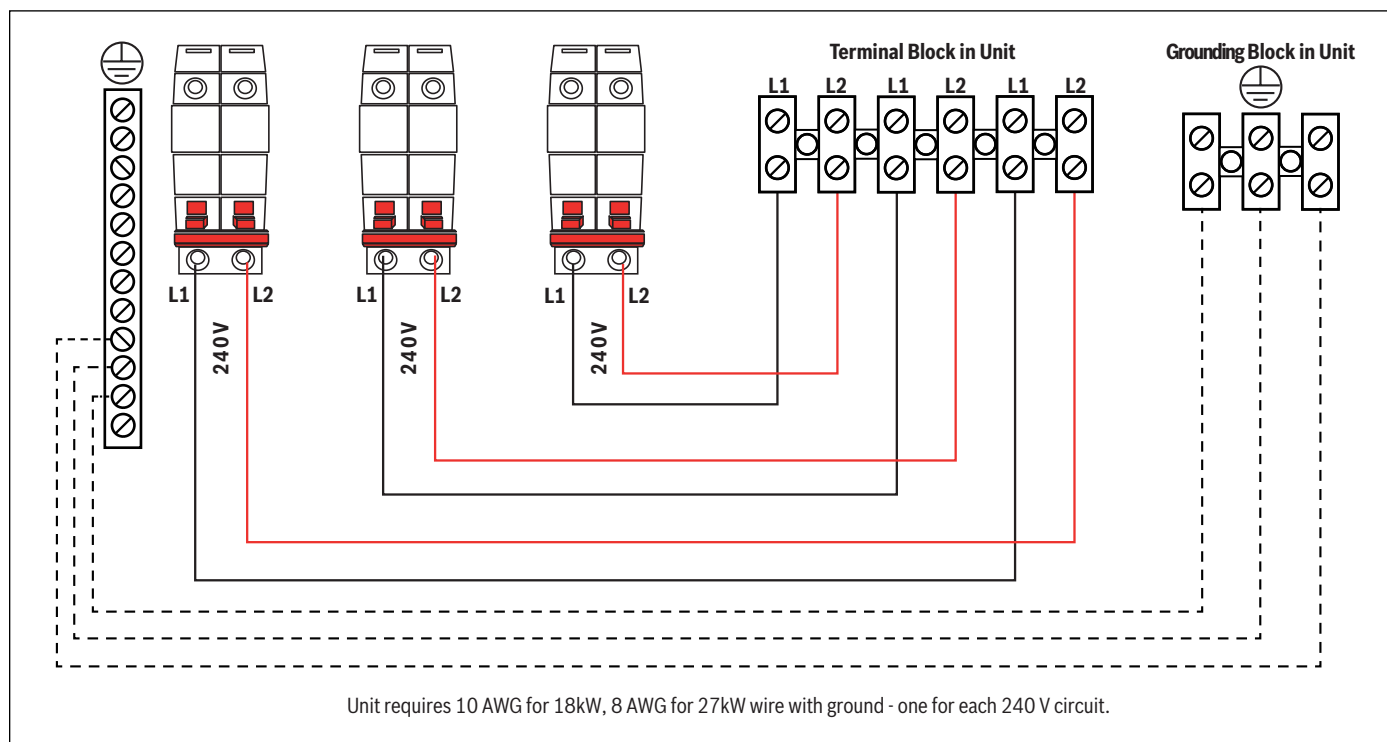 Terminal Block in Unit
Grounding Block in Unit
L1 L2 L1 L2 L1 L2
L1 L2
L1 L2
L1 L2
240V
240V
240V
Unit requires 10 AWG for 18kW, 8 AWG for 27kW wire with ground - one for each 240 V circuit.